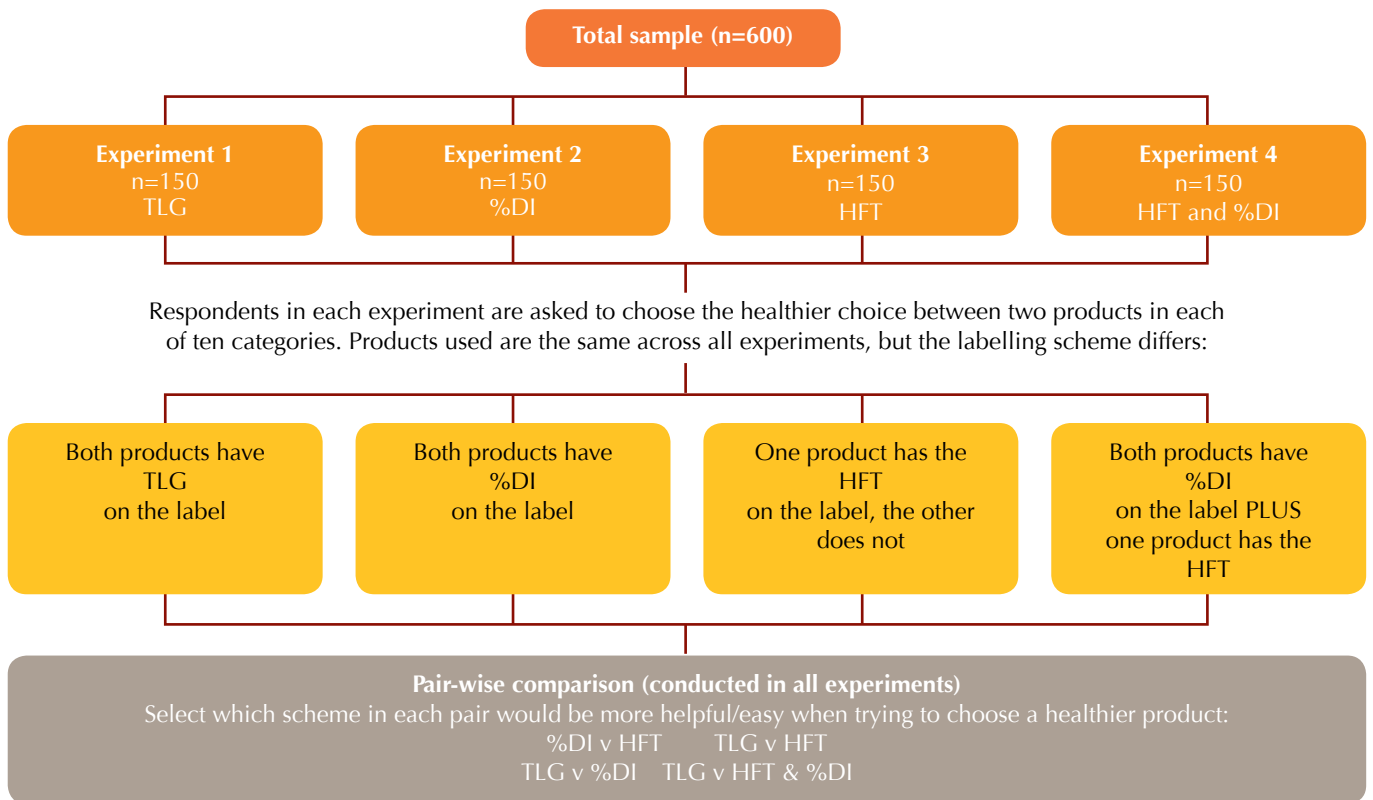 Total sample (n=600)
Experiment 1
n=150
TLG
Experiment 2
n=150
%DI
Experiment 3
n=150
HFT
Experiment 4
n=150
HFT and %DI
Respondents in each experiment are asked to choose the healthier choice between two products in each
of ten categories. Products used are the same across all experiments, but the labelling scheme differs:
Both products have
TLG
on the label
Both products have
%DI
on the label
One product has the
HFT
on the label, the other
does not
Both products have
%DI
on the label PLUS
one product has the
HFT
Pair-wise comparison (conducted in all experiments)
Select which scheme in each pair would be more helpful/easy when trying to choose a healthier product:
%DI v HFT TLG v HFT
TLG v %DI TLG v HFT & %DI